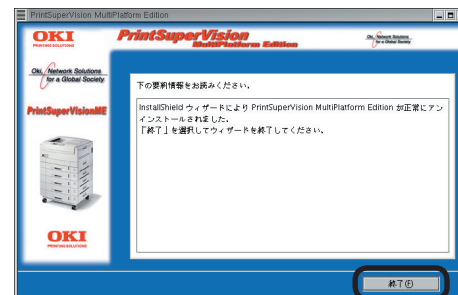 PrintSuperVision MultiPlatform Edition
OKI
PRINTING SOLUTIONS
PrintSuperVision
MultiPlatform Edition
Oki, Network Solutions
for a Global Society
Oki, Network Solutions
for a Global Society
PrintSuperVisionME
OKI
PRINTING SOLUTIONS
下の要約情報をお読みください。
InstallShield ウィザードにより PrintSuperVision MultiPlatform Edition が正常にアン
インストールされました。
「終了」を選択してウィザードを終了してください。
終了(F)